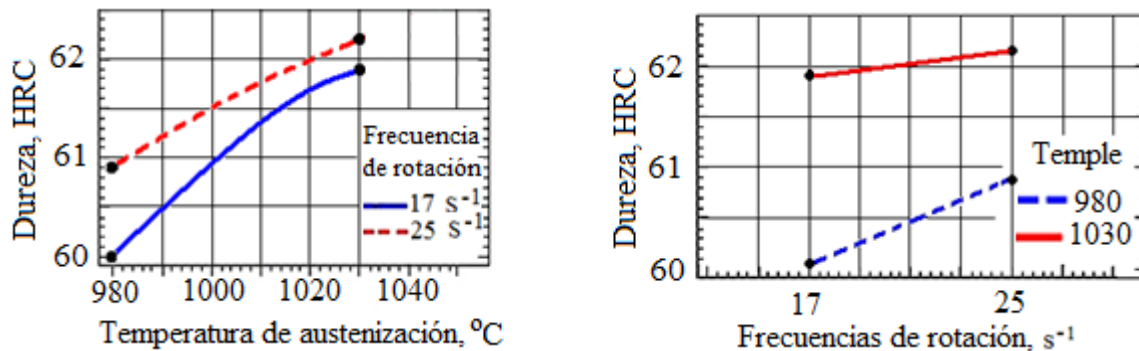 Dureza, HRC
62
61
60
980
1000
1020
1040
Temperatura de austenización, ºC
Frecuencia
de rotación
17 s⁻¹
25 s⁻¹
Dureza, HRC
62
61
60
17
25
Frecuencias de rotación, s⁻¹
Temple
980
1030